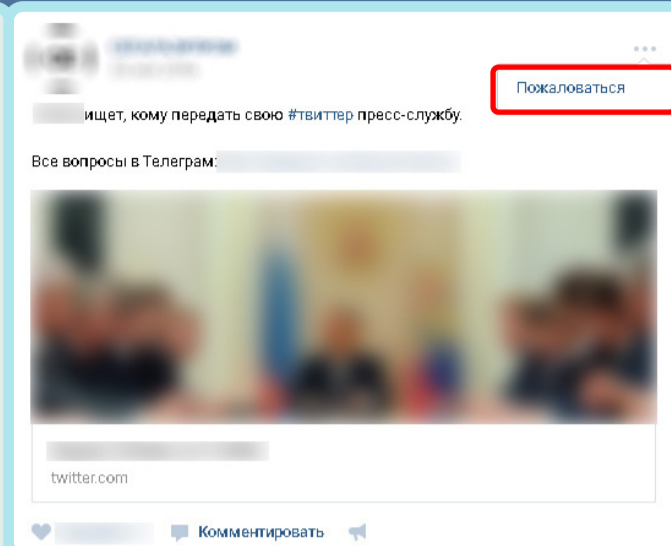 Пожаловаться
ищет, кому передать свою #твиттер пресс-службу.
Все вопросы в Телеграм:
twitter.com
Комментировать